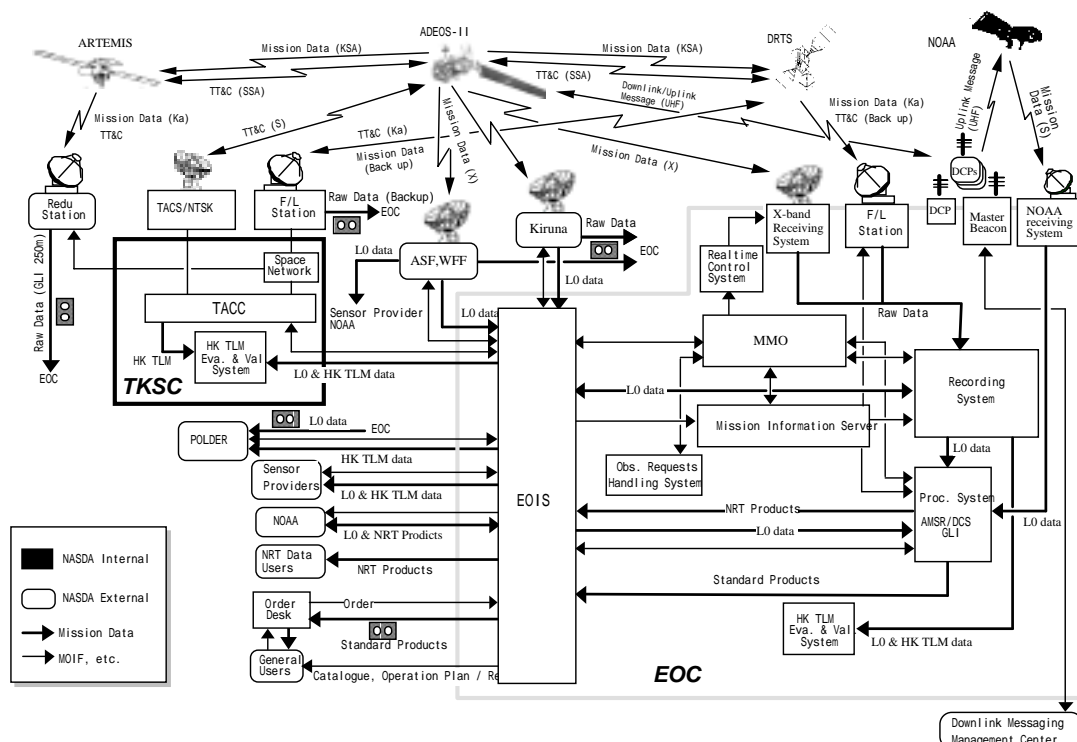 ADEOS-II
ARTEMIS
DRTS
NOAA
Mission Data (KSA)
Mission Data (KSA)
TT&C (SSA)
TT&C (SSA)
Downlink/Uplink
Message (UHF)
Mission Data (Ka)
TT&C
TT&C (S)
TT&C (Ka)
Mission Data
(Back up)
Mission Data (X)
Mission Data (X)
Mission Data (Ka)
TT&C (Back up)
Uplink Message
(UHF)
Mission
Data (S)
Redu
Station
TACS/NTSK
F/L
Station
Raw Data (Backup)
EOC
Kiruna
Raw Data
EOC
X-band
Receiving
System
F/L
Station
DCPs
DCP
Master
Beacon
NOAA
receiving
System
Space
Network
L0 data
ASF,WFF
L0 data
Realtime
Control
System
Raw Data (GLI 250m)
EOC
TACC
Sensor Provider
NOAA
L0 data
Raw Data
HK TLM
HK TLM
Eva. & Val
System
TKSC
L0 & HK TLM data
MMO
L0 data
Recording
System
Mission Information Server
L0 data
EOC
POLDER
HK TLM data
L0 data
Obs. Requests
Handling System
Sensor
Providers
L0 & HK TLM data
EOIS
Proc. System
AMSR/DCS
GLI
NRT Products
L0 data
L0 data
NOAA
L0 & NRT Prodicts
NRT Data
Users
NRT Products
Standard Products
Order
Desk
Order
Standard Products
HK TLM
Eva. & Val.
System
L0 & HK TLM data
General
Users
Catalogue, Operation Plan / Re
EOC
NASDA Internal
NASDA External
Mission Data
MOIF, etc.
Downlink Messaging
Management Center